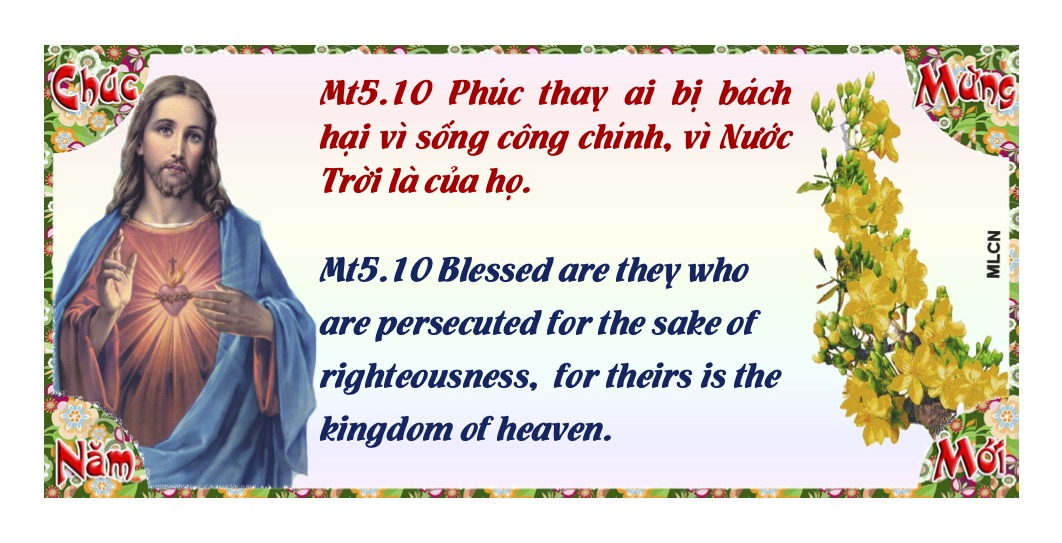 Chúc
Mừng
Mt5.10 Phúc thay ai bị bách
hại vì sống công chính, vì Nước
Trời là của họ.
Mt5.10 Blessed are they who
are persecuted for the sake of
righteousness, for theirs is the
kingdom of heaven.
MLCN
Năm
Mới